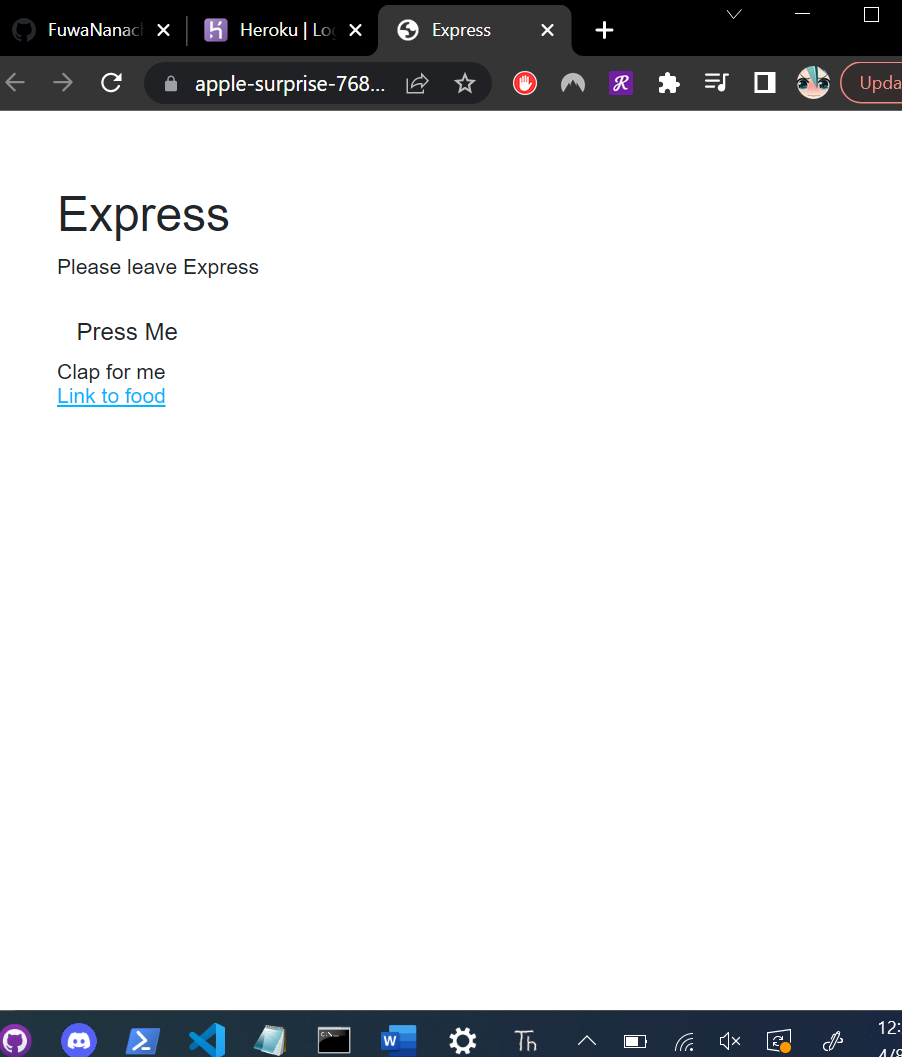 FuwaNanac
Heroku | Lo
Express
apple-surprise-768...
Upda
Express
Please leave Express
Press Me
Clap for me
Link to food
12: